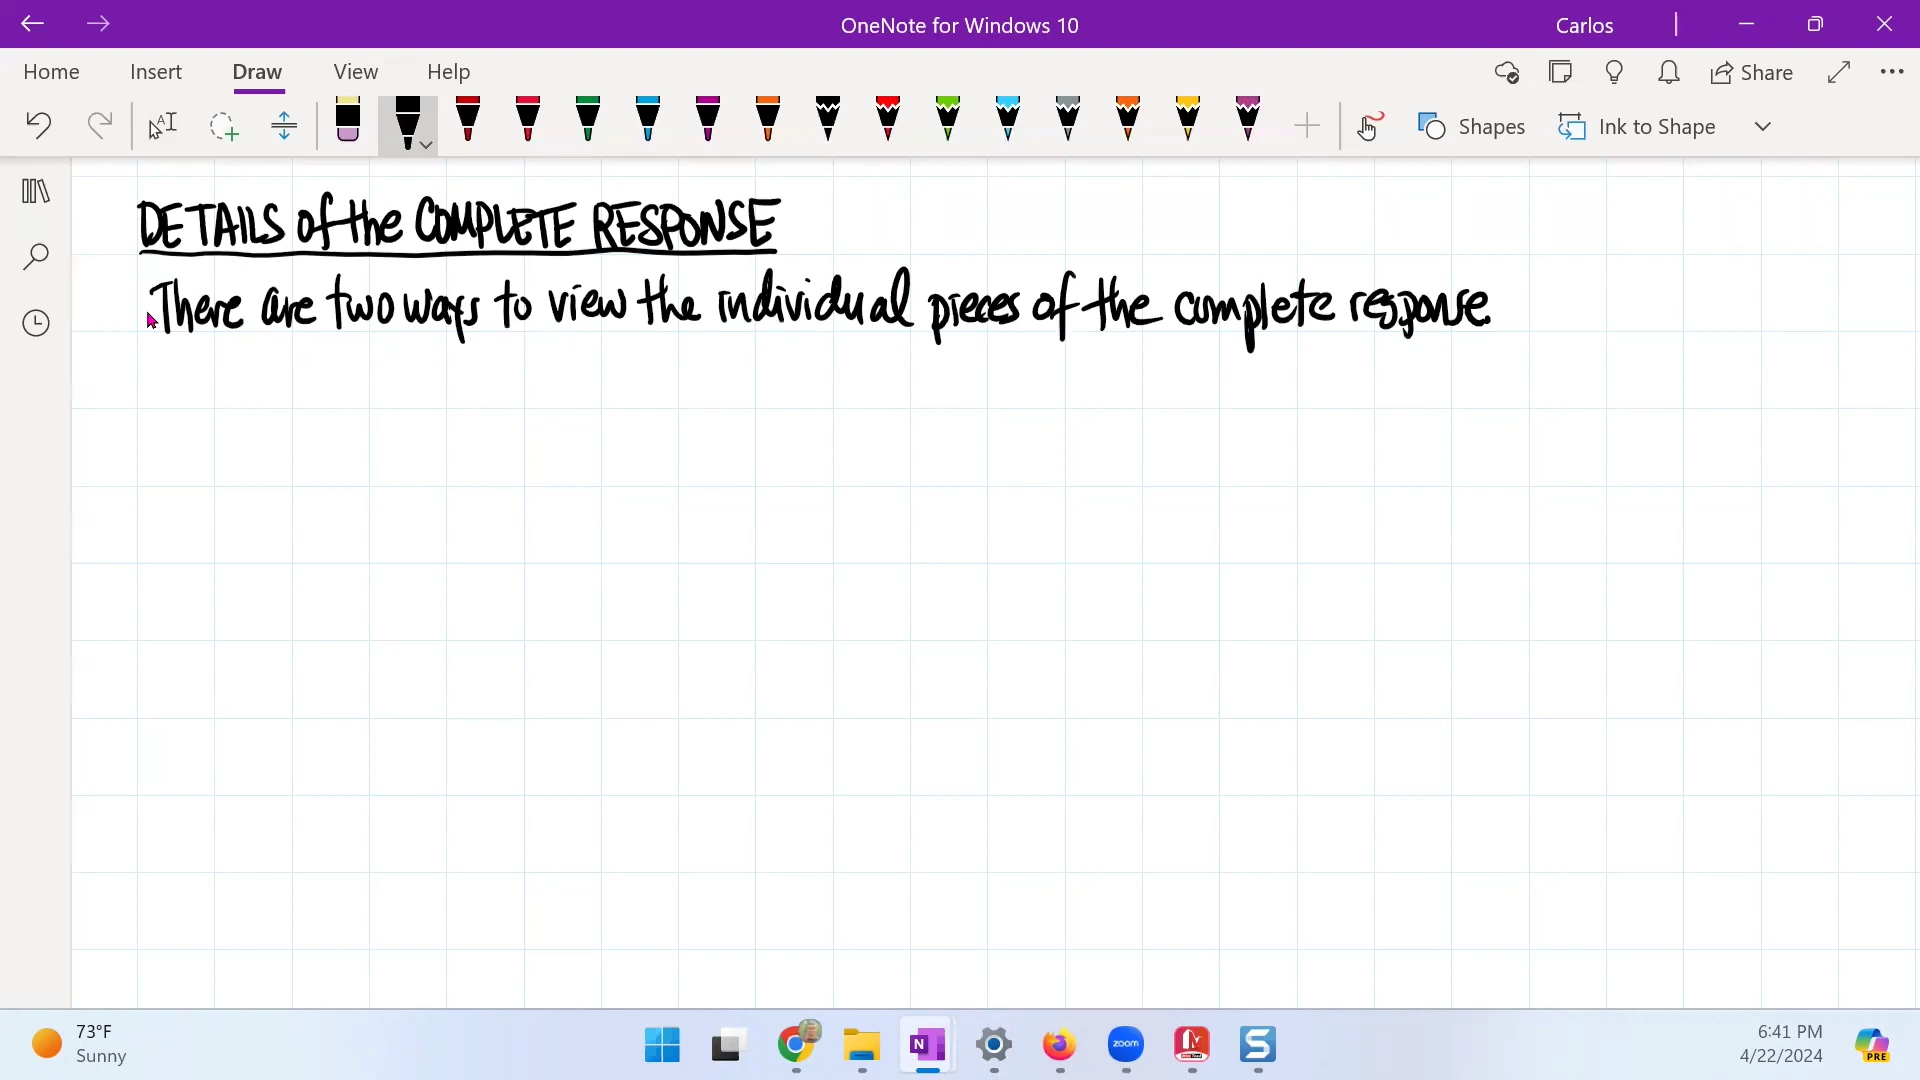 OneNote for Windows 10
Carlos
Home Insert Draw View Help
Share
Shapes
Ink to Shape
DETAILS of the COMPLETE RESPONSE
There are two ways to view the individual pieces of the complete response.
73°F
Sunny
N
zoom
S
6:41 PM
4/22/2024
PRE